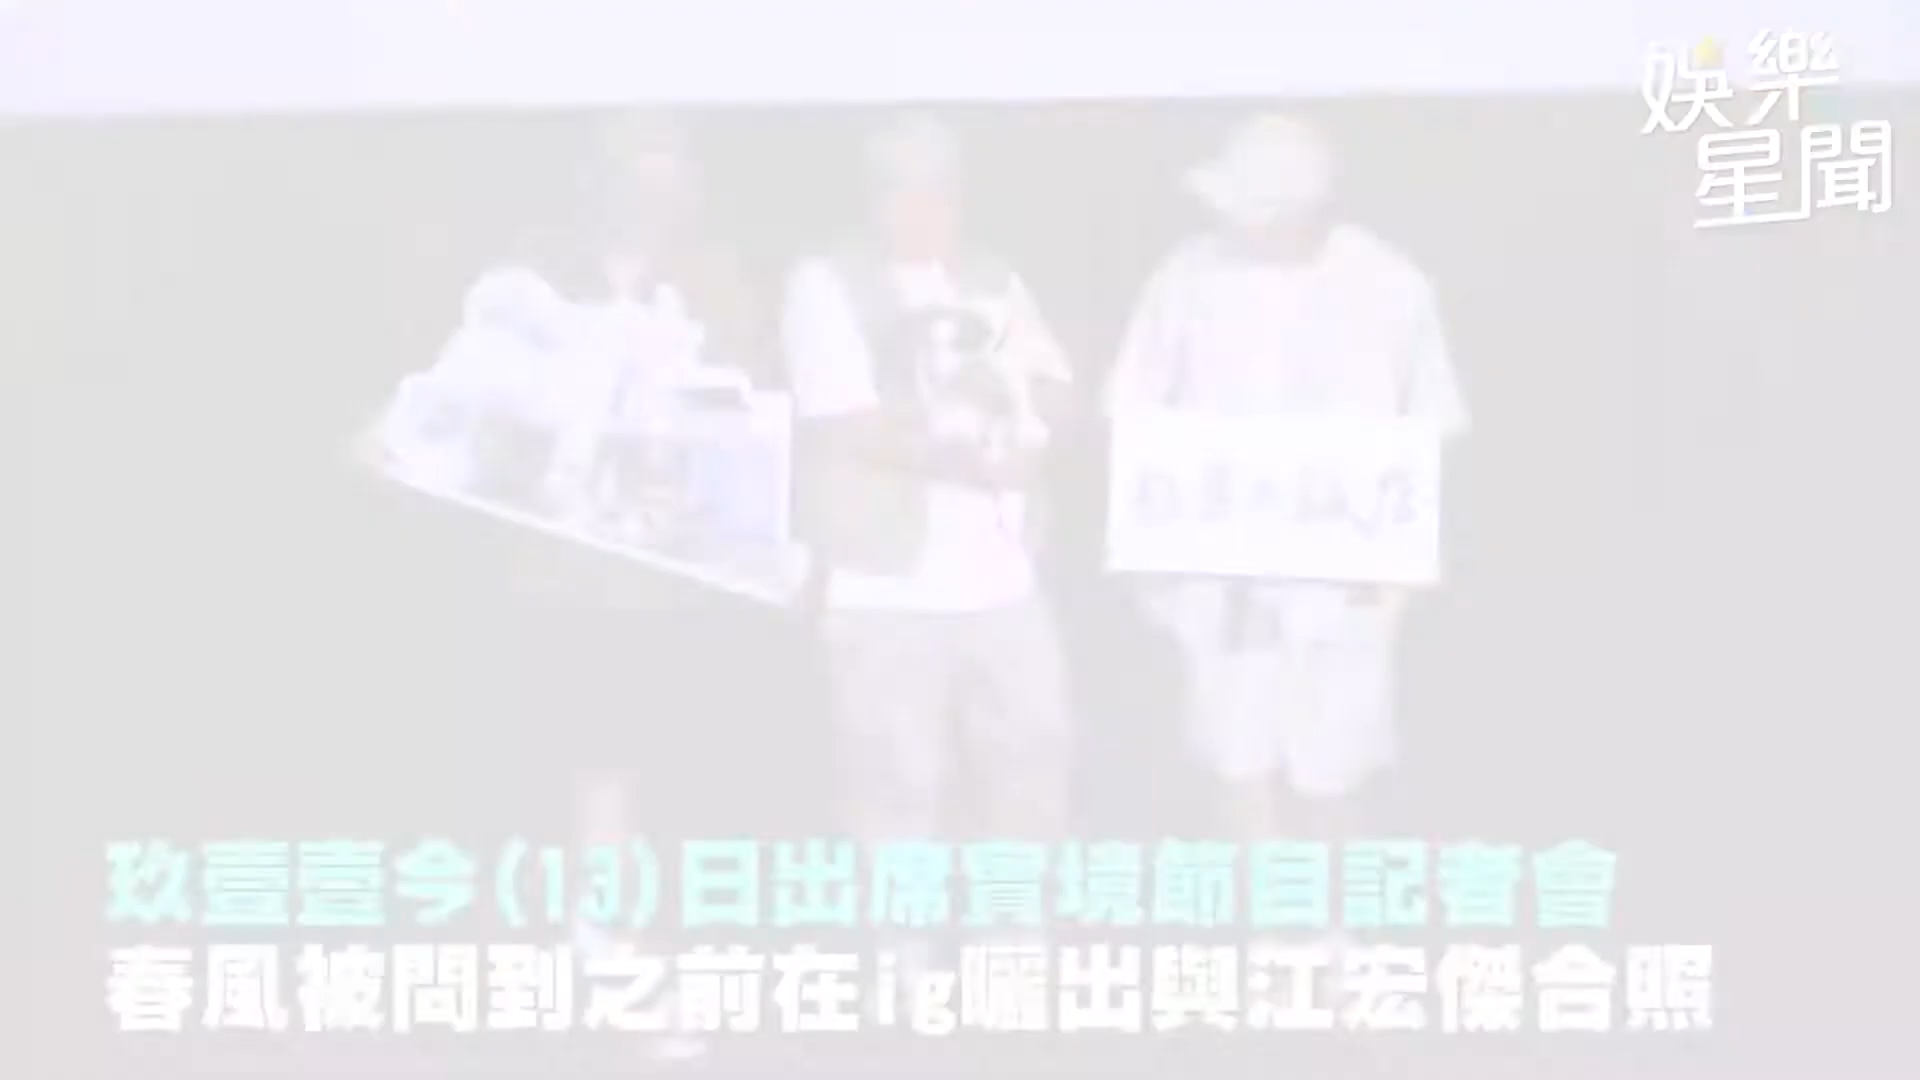 娛樂
星聞
玖壹壹今(13)日出席實境節目記者會
春風被問到之前在ig曬出與江宏傑合照